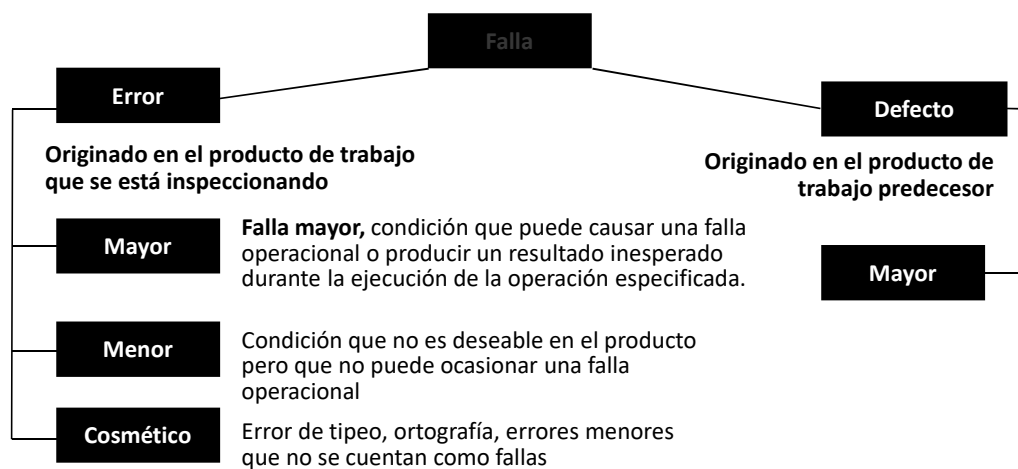 Falla
Error
Defecto
Originado en el producto de trabajo
que se está inspeccionando
Originado en el producto de
trabajo predecesor
Mayor
Falla mayor, condición que puede causar una falla
operacional o producir un resultado inesperado
durante la ejecución de la operación especificada.
Mayor
Menor
Condición que no es deseable en el producto
pero que no puede ocasionar una falla
operacional
Cosmético
Error de tipeo, ortografía, errores menores
que no se cuentan como fallas